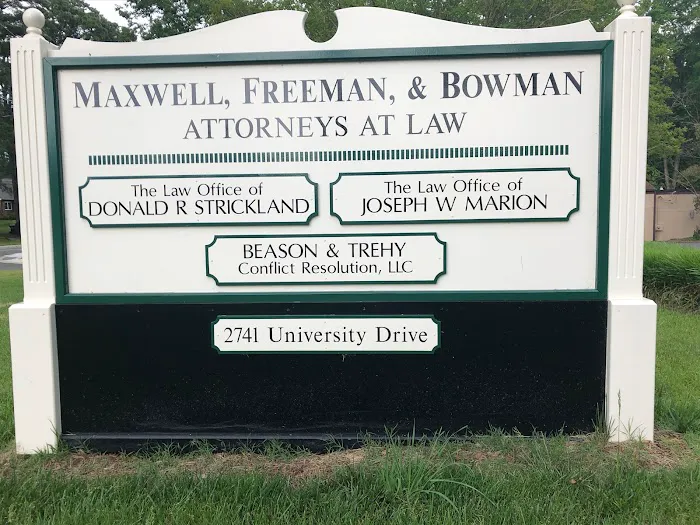 MAXWELL, FREEMAN, & BOWMAN
ATTORNEYS AT LAW
The Law Office of
DONALD R STRICKLAND
The Law Office of
JOSEPH W MARION
BEASON & TREHY
Conflict Resolution, LLC
2741 University Drive